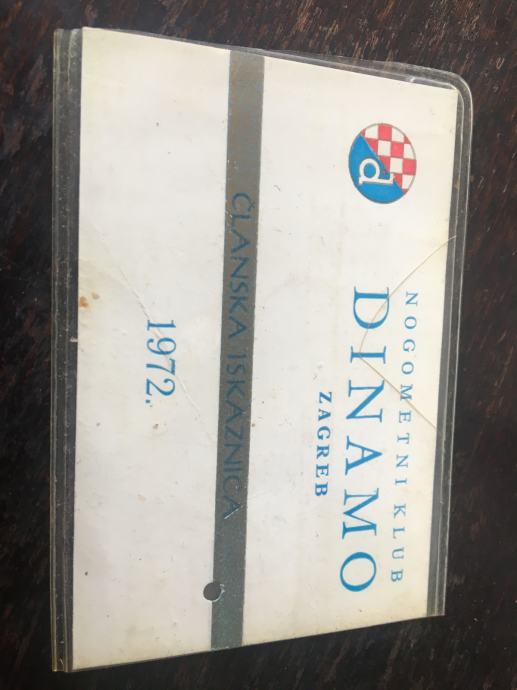 d
NOGOMETNI KLUB
DINAMO
ZAGREB
ČLANSKA ISKAZNICA
1972.